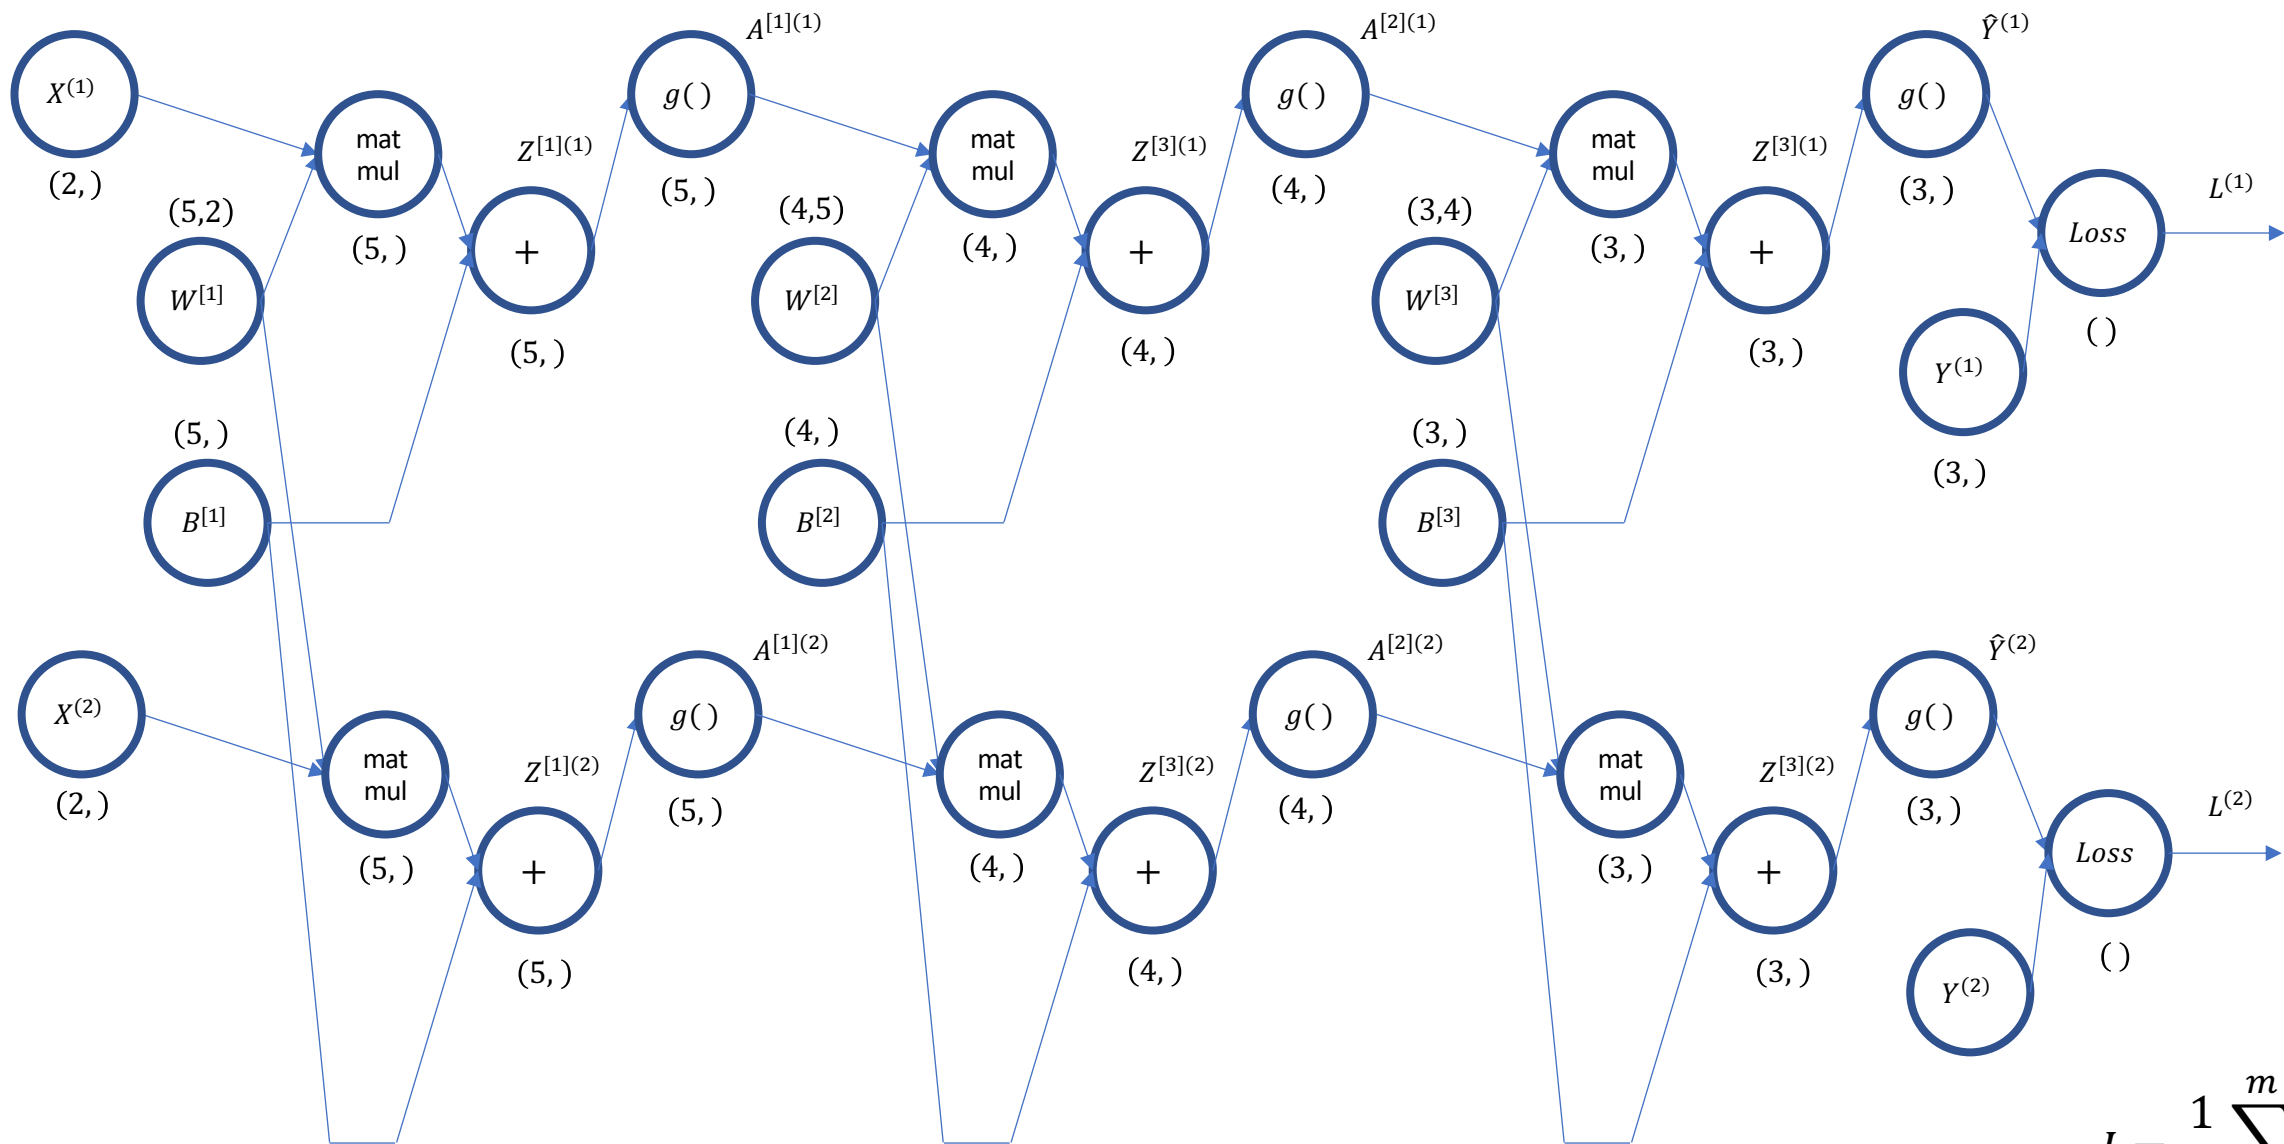 X^{(1)}
(2, )
mat
mul
(5, )
(5,2)
W^{[1]}
(5, )
B^{[1]}
Z^{[1](1)}
+
(5, )
A^{[1](1)}
g( )
(5, )
mat
mul
(4, )
(4,5)
W^{[2]}
(4, )
B^{[2]}
Z^{[3](1)}
+
(4, )
A^{[2](1)}
g( )
(4, )
mat
mul
(3, )
(3,4)
W^{[3]}
(3, )
B^{[3]}
Z^{[3](1)}
+
(3, )
Ŷ^{(1)}
g( )
(3, )
Loss
( )
L^{(1)}
Y^{(1)}
(3, )
X^{(2)}
(2, )
mat
mul
(5, )
Z^{[1](2)}
+
(5, )
A^{[1](2)}
g( )
(5, )
mat
mul
(4, )
Z^{[3](2)}
+
(4, )
A^{[2](2)}
g( )
(4, )
mat
mul
(3, )
Z^{[3](2)}
+
(3, )
Ŷ^{(2)}
g( )
(3, )
Loss
( )
L^{(2)}
Y^{(2)}
m
1 ∑